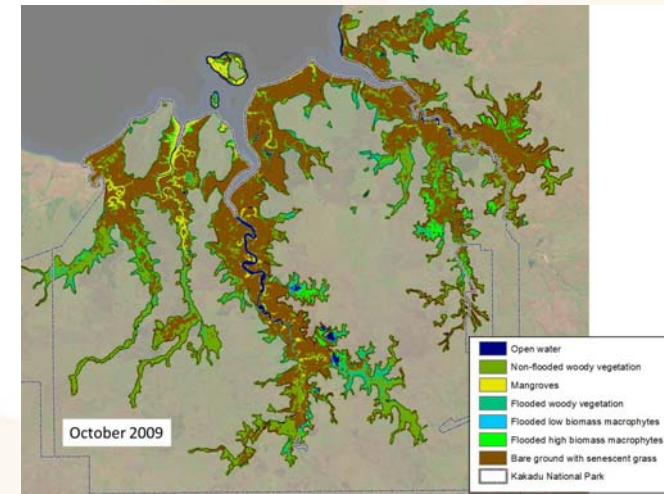 October 2009
Open water
Non-flooded woody vegetation
Mangroves
Flooded woody vegetation
Flooded low biomass macrophytes
Flooded high biomass macrophytes
Bare ground with senescent grass
Kakadu National Park